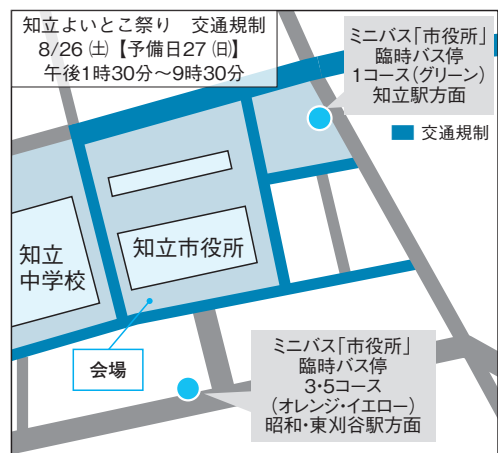 知立よいとこ祭り　交通規制
8/26 ㈯【予備日27 ㈰】
午後1時30分～9時30分
ミニバス「市役所」
臨時バス停
1コース(グリーン)
知立駅方面
交通規制
知立市役所
知立
中学校
会場
ミニバス「市役所」
臨時バス停
3・5コース
(オレンジ・イエロー)
昭和・東刈谷駅方面